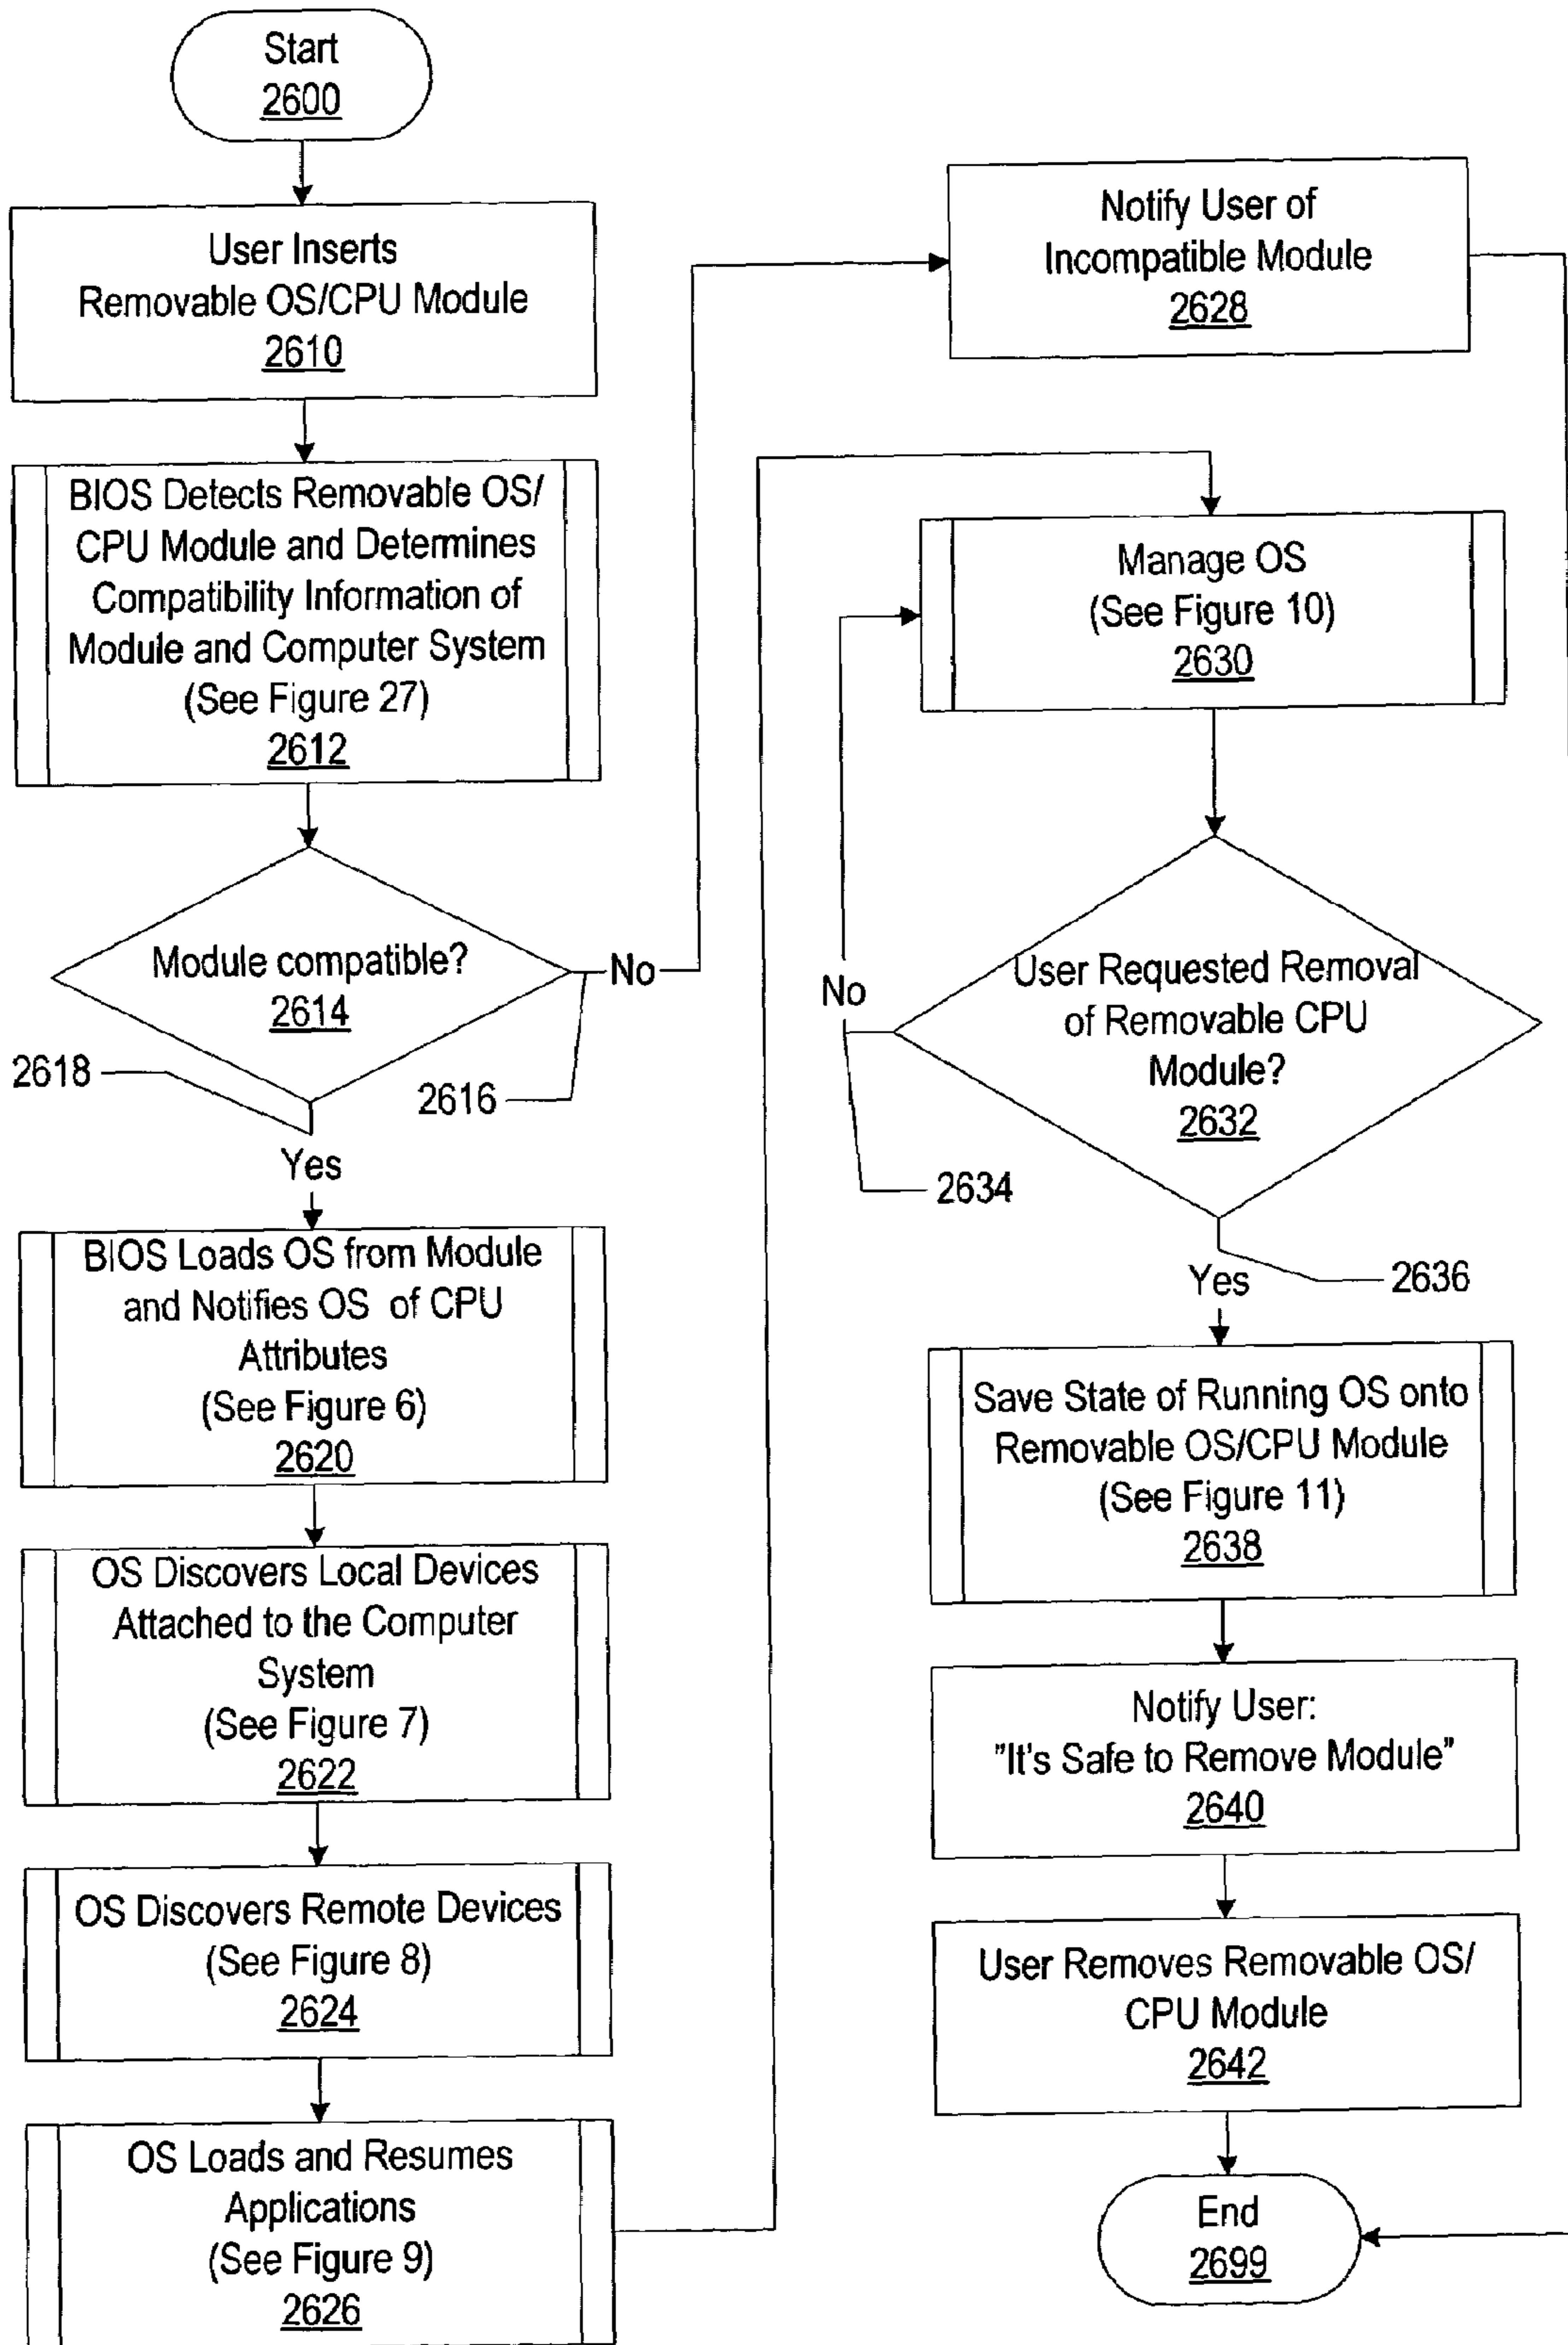 Start
2600
User Inserts
Removable OS/CPU Module
2610
BIOS Detects Removable OS/
CPU Module and Determines
Compatibility Information of
Module and Computer System
(See Figure 27)
2612
Module compatible?
2614
No
2618
2616
Yes
BIOS Loads OS from Module
and Notifies OS of CPU
Attributes
(See Figure 6)
2620
OS Discovers Local Devices
Attached to the Computer
System
(See Figure 7)
2622
OS Discovers Remote Devices
(See Figure 8)
2624
OS Loads and Resumes
Applications
(See Figure 9)
2626
Notify User of
Incompatible Module
2628
Manage OS
(See Figure 10)
2630
User Requested Removal
of Removable CPU
Module?
2632
No
2634
2636
Yes
Save State of Running OS onto
Removable OS/CPU Module
(See Figure 11)
2638
Notify User:
"It's Safe to Remove Module"
2640
User Removes Removable OS/
CPU Module
2642
End
2699